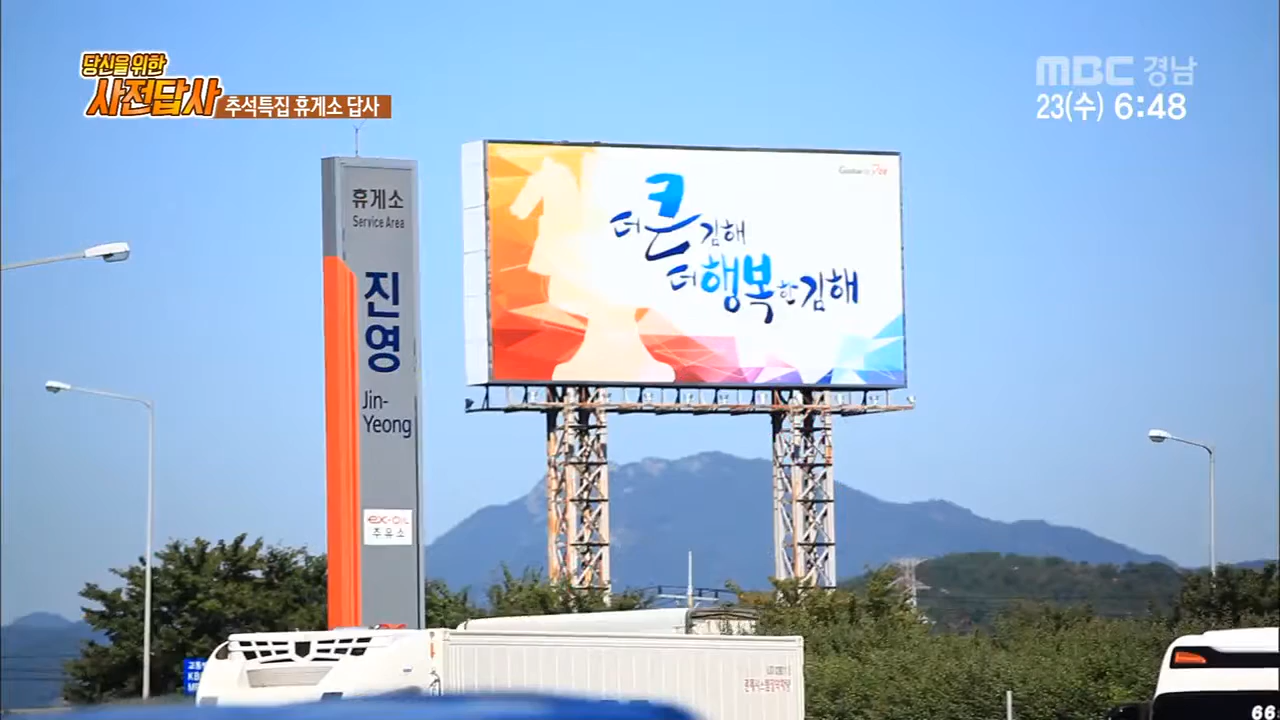 당신을 위한
사전답사
추석특집 휴게소 답사
MBC 경남
23(수) 6:48
휴게소
Service Area
진영
Jin-
Yeong
ex-OIL
주유소
더 큰 김해
더 행복한 김해
66